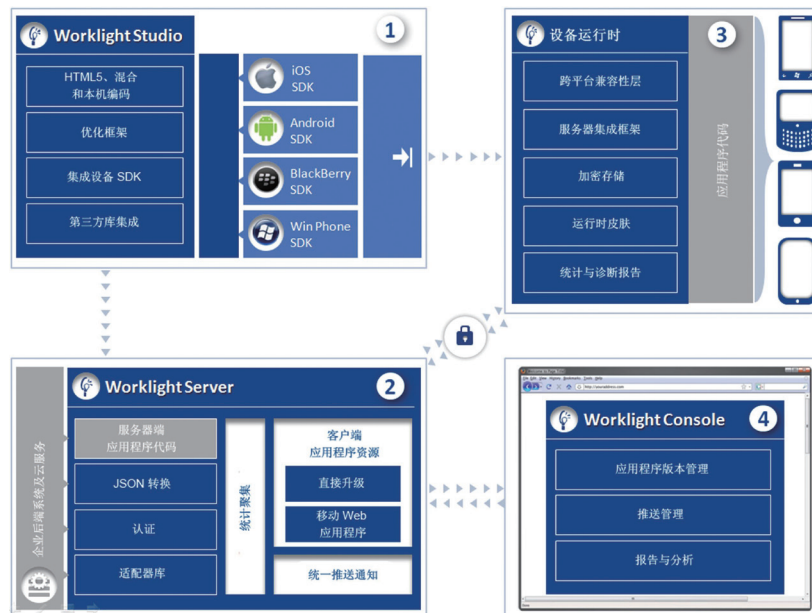 Worklight Studio
1
HTML5、混合
和本机编码
优化框架
集成设备 SDK
第三方库集成
iOS
SDK
Android
SDK
BlackBerry
SDK
Win Phone
SDK
设备运行时
3
跨平台兼容性层
服务器集成框架
加密存储
运行时皮肤
统计与诊断报告
应用程序代码
企业后端系统及云服务
Worklight Server
2
服务器端
应用程序代码
JSON 转换
认证
适配器库
统计聚集
客户端
应用程序资源
直接升级
移动 Web
应用程序
统一推送通知
Worklight Console
4
应用程序版本管理
推送管理
报告与分析